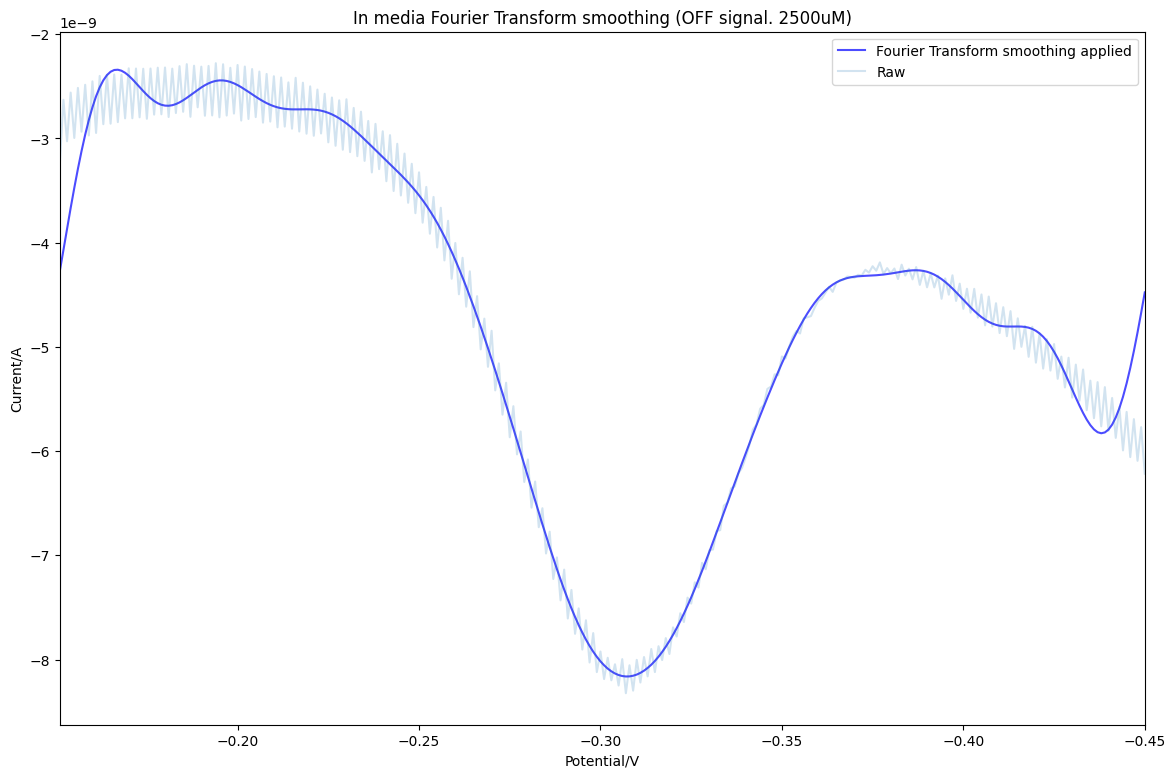 In media Fourier Transform smoothing (OFF signal. 2500uM)
1e−9
Fourier Transform smoothing applied
Raw
−2
−3
−4
−5
−6
−7
−8
Current/A
−0.20
−0.25
−0.30
−0.35
−0.40
−0.45
Potential/V